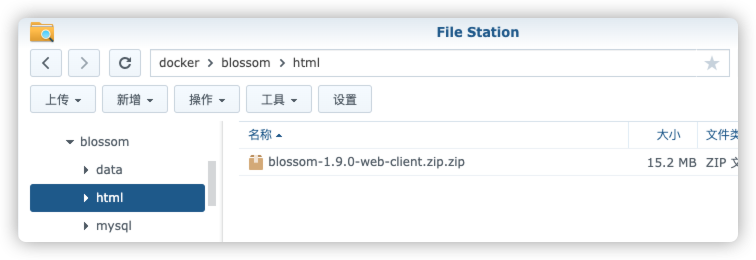 File Station
docker > blossom > html
上传 新增 操作 工具 设置
blossom
data
html
mysql
名称 大小 文件类
blossom-1.9.0-web-client.zip.zip 15.2 MB ZIP 文